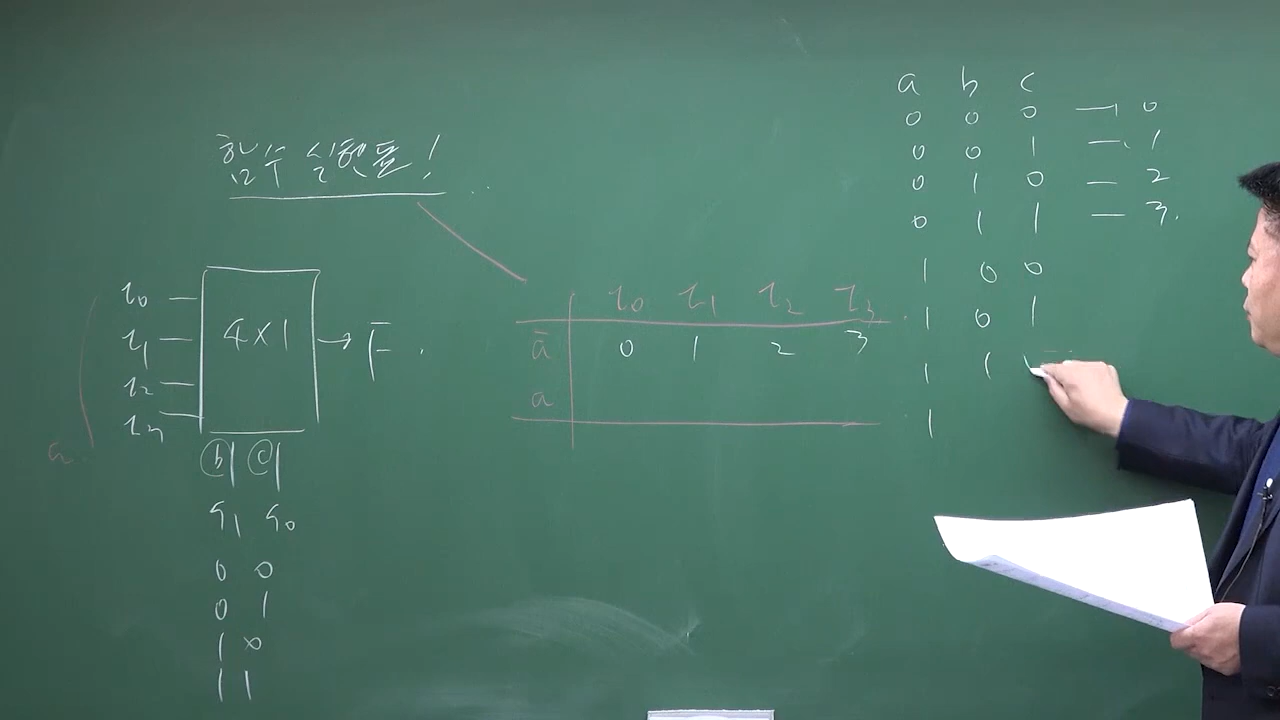 함수 실현들!
I0
I1
I2
I3
4×1
→ F.
a
b c
S1 S0
0 0
0 1
1 0
1 1
I0 I1 I2 I3
ā 0 1 2 3
a
a b c
0 0 0 — 0
0 0 1 — 1
0 1 0 — 2
0 1 1 — 3.
1 0 0
1 0 1
1 1
1